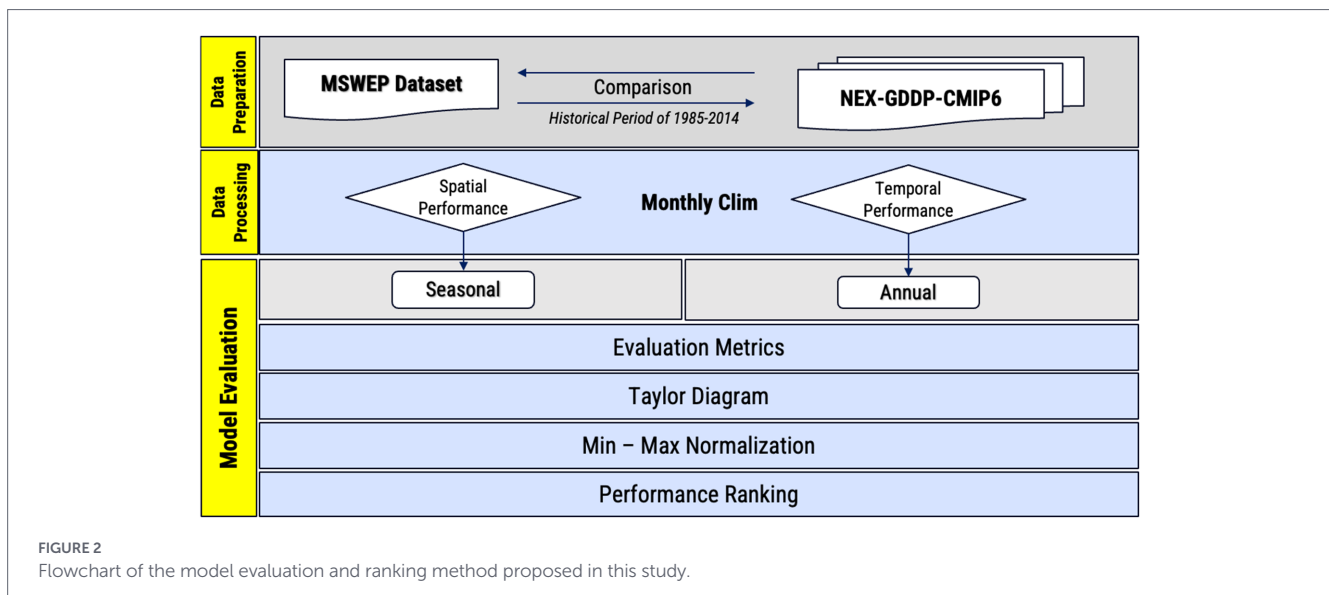 Data
Preparation
MSWEP Dataset
Comparison
Historical Period of 1985-2014
NEX-GDDP-CMIP6
Data
Processing
Spatial
Performance
Monthly Clim
Temporal
Performance
Model Evaluation
Seasonal
Annual
Evaluation Metrics
Taylor Diagram
Min – Max Normalization
Performance Ranking
FIGURE 2
Flowchart of the model evaluation and ranking method proposed in this study.